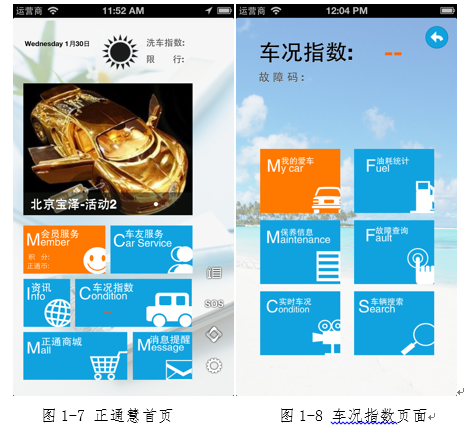 运营商 11:52 AM
Wednesday 1月30日
洗车指数:
限 行:
北京宝泽-活动2
会员服务
Member
积 分:
正通币:
车友服务
Car Service
资讯
Info
车况指数
Condition
--
SOS
正通商城
Mall
消息提醒
Message
图 1-7 正通慧首页
运营商 12:04 PM
车况指数: --
故障码:
我的爱车
My car
油耗统计
Fuel
保养信息
Maintenance
故障查询
Fault
实时车况
Condition
车辆搜索
Search
图 1-8 车况指数页面